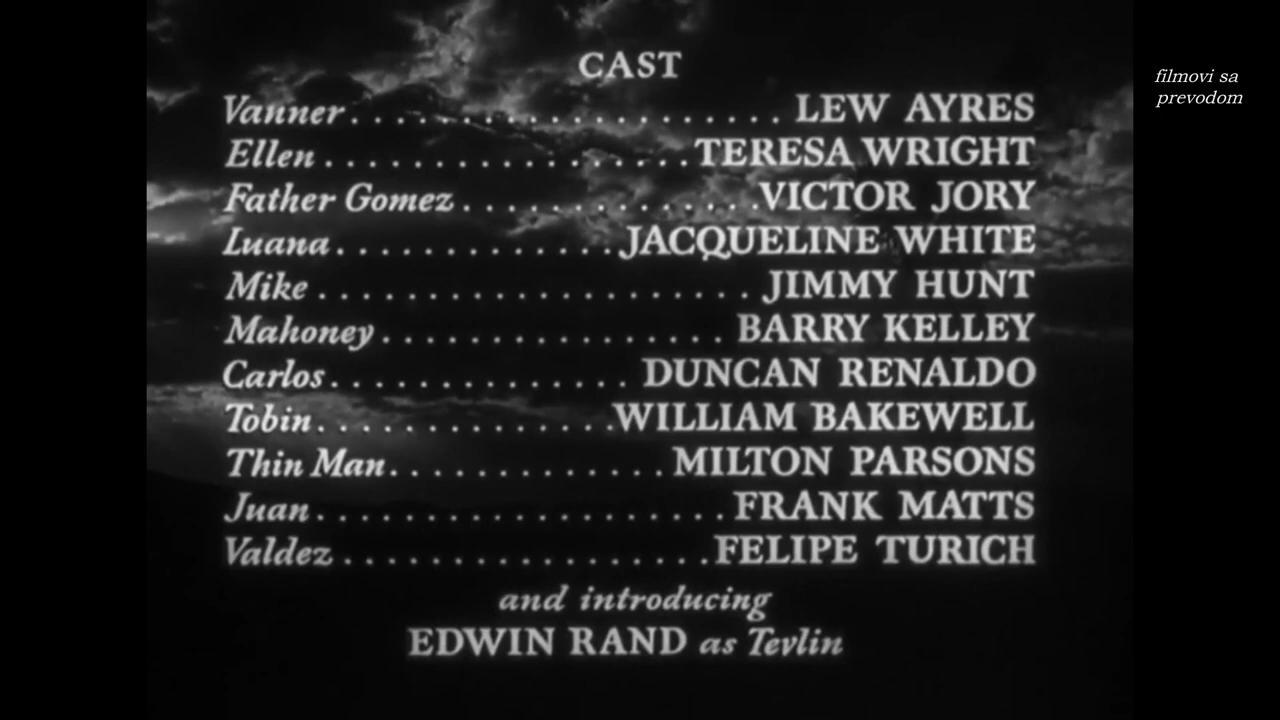 CAST
Vanner . . . . . . . . . . . . . . . . . . . . LEW AYRES
Ellen . . . . . . . . . . . . . . . . . TERESA WRIGHT
Father Gomez . . . . . . . . . . . . . . VICTOR JORY
Luana . . . . . . . . . . . . . JACQUELINE WHITE
Mike . . . . . . . . . . . . . . . . . . . . JIMMY HUNT
Mahoney . . . . . . . . . . . . . . . . BARRY KELLEY
Carlos . . . . . . . . . . . . . . DUNCAN RENALDO
Tobin . . . . . . . . . . . . . . WILLIAM BAKEWELL
Thin Man . . . . . . . . . . . . . MILTON PARSONS
Juan . . . . . . . . . . . . . . . . . . . FRANK MATTS
Valdez . . . . . . . . . . . . . . . . . FELIPE TURICH
and introducing
EDWIN RAND as Tevlin
filmovi sa
prevodom